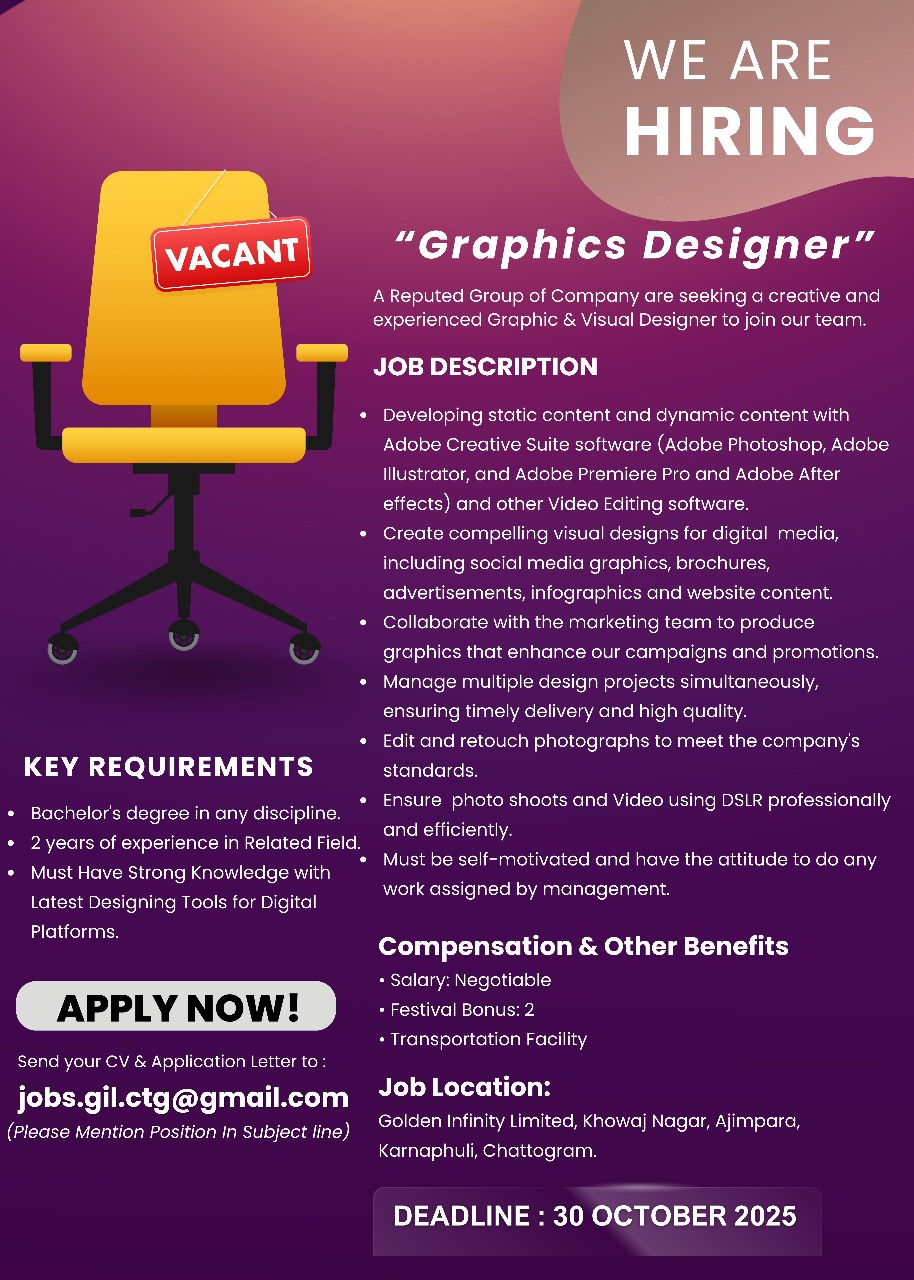 WE ARE
HIRING
VACANT
“Graphics Designer”
A Reputed Group of Company are seeking a creative and
experienced Graphic & Visual Designer to join our team.
JOB DESCRIPTION
• Developing static content and dynamic content with
Adobe Creative Suite software (Adobe Photoshop, Adobe
Illustrator, and Adobe Premiere Pro and Adobe After
effects) and other Video Editing software.
• Create compelling visual designs for digital  media,
including social media graphics, brochures,
advertisements, infographics and website content.
• Collaborate with the marketing team to produce
graphics that enhance our campaigns and promotions.
• Manage multiple design projects simultaneously,
ensuring timely delivery and high quality.
• Edit and retouch photographs to meet the company's
standards.
• Ensure  photo shoots and Video using DSLR professionally
and efficiently.
• Must be self-motivated and have the attitude to do any
work assigned by management.
KEY REQUIREMENTS
• Bachelor's degree in any discipline.
• 2 years of experience in Related Field.
• Must Have Strong Knowledge with
Latest Designing Tools for Digital
Platforms.
APPLY NOW!
Send your CV & Application Letter to :
jobs.gil.ctg@gmail.com
(Please Mention Position In Subject line)
Compensation & Other Benefits
• Salary: Negotiable
• Festival Bonus: 2
• Transportation Facility
Job Location:
Golden Infinity Limited, Khowaj Nagar, Ajimpara,
Karnaphuli, Chattogram.
DEADLINE : 30 OCTOBER 2025